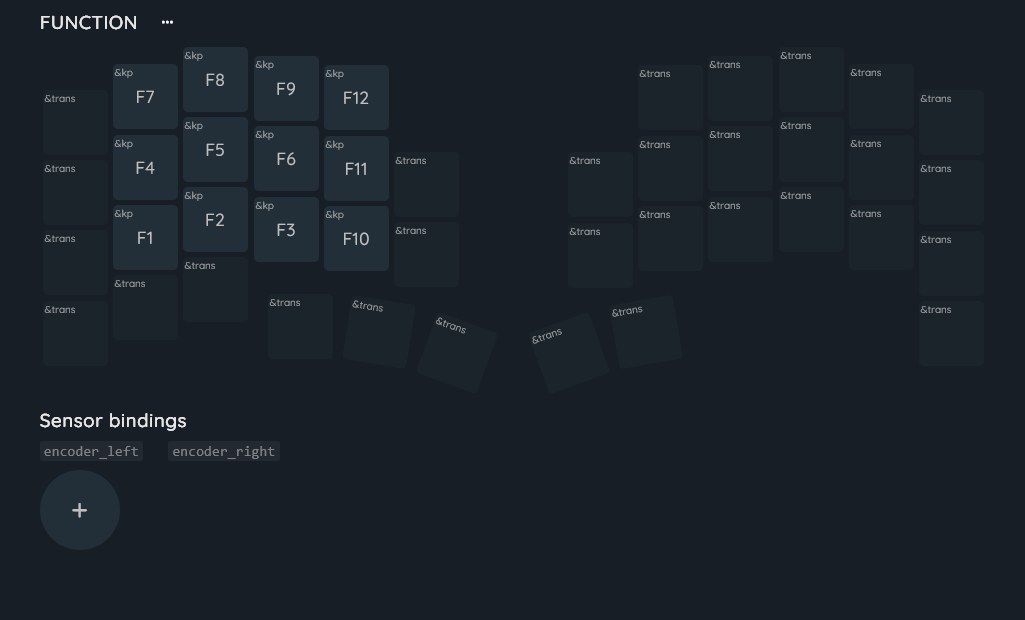 FUNCTION ...
&kp F8 &trans
&kp F9 &trans
&kp F7 &kp F12 &trans &trans
&trans &trans
&kp F5 &trans &trans
&kp F6
&kp F4 &kp F11 &trans &trans
&trans &trans &trans &trans
&kp F2 &trans
&kp F3 &trans
&kp F1 &kp F10 &trans &trans
&trans &trans &trans &trans
&trans
&trans
&trans &trans &trans &trans
&trans &trans
&trans &trans
Sensor bindings
encoder_left encoder_right
+